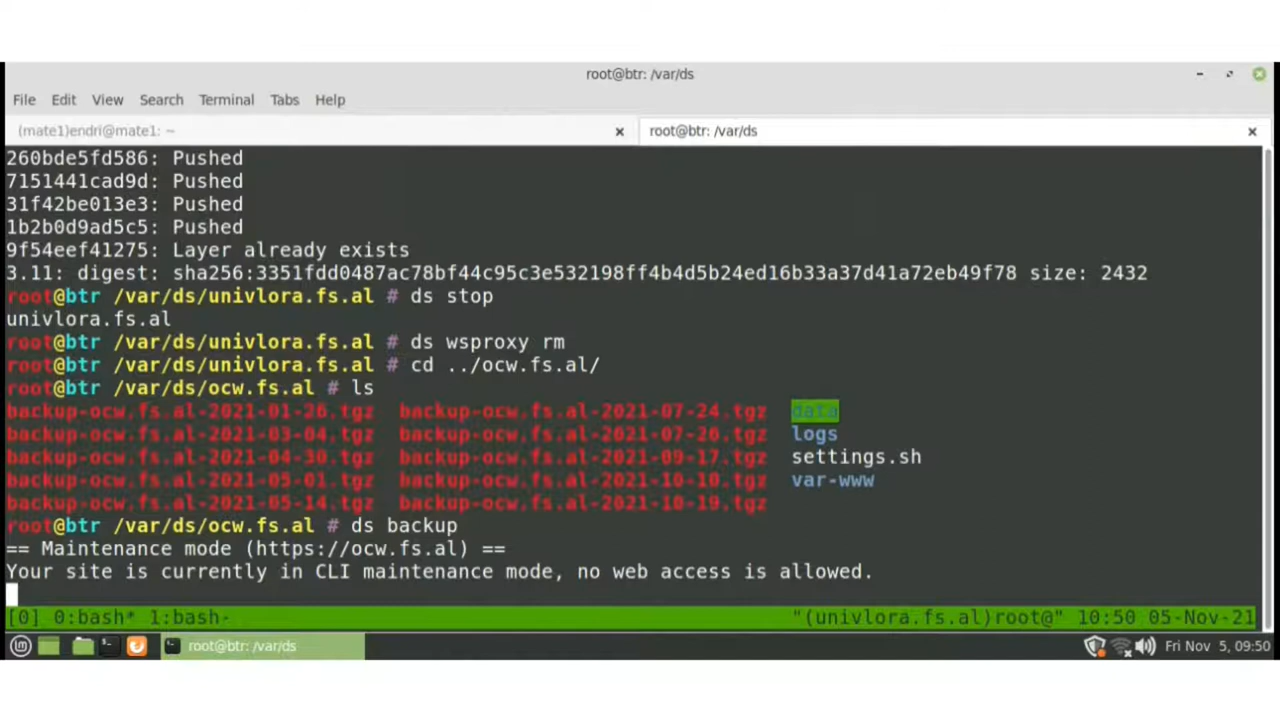 root@btr: /var/ds
File Edit View Search Terminal Tabs Help
(mate1)endri@mate1: ~ root@btr: /var/ds
260bde5fd586: Pushed
7151441cad9d: Pushed
31f42be013e3: Pushed
1b2b0d9ad5c5: Pushed
9f54eef41275: Layer already exists
3.11: digest: sha256:3351fdd0487ac78bf44c95c3e532198ff4b4d5b24ed16b33a37d41a72eb49f78 size: 2432
root@btr /var/ds/univlora.fs.al # ds stop
univlora.fs.al
root@btr /var/ds/univlora.fs.al # ds wsproxy rm
root@btr /var/ds/univlora.fs.al # cd ../ocw.fs.al/
root@btr /var/ds/ocw.fs.al # ls
backup-ocw.fs.al-2021-01-26.tgz backup-ocw.fs.al-2021-07-24.tgz data
backup-ocw.fs.al-2021-03-04.tgz backup-ocw.fs.al-2021-07-26.tgz logs
backup-ocw.fs.al-2021-04-30.tgz backup-ocw.fs.al-2021-09-17.tgz settings.sh
backup-ocw.fs.al-2021-05-01.tgz backup-ocw.fs.al-2021-10-10.tgz var-www
backup-ocw.fs.al-2021-05-14.tgz backup-ocw.fs.al-2021-10-19.tgz
root@btr /var/ds/ocw.fs.al # ds backup
== Maintenance mode (https://ocw.fs.al) ==
Your site is currently in CLI maintenance mode, no web access is allowed.
[0] 0:bash* 1:bash- "(univlora.fs.al)root@" 10:50 05-Nov-21
root@btr: /var/ds Fri Nov 5, 09:50